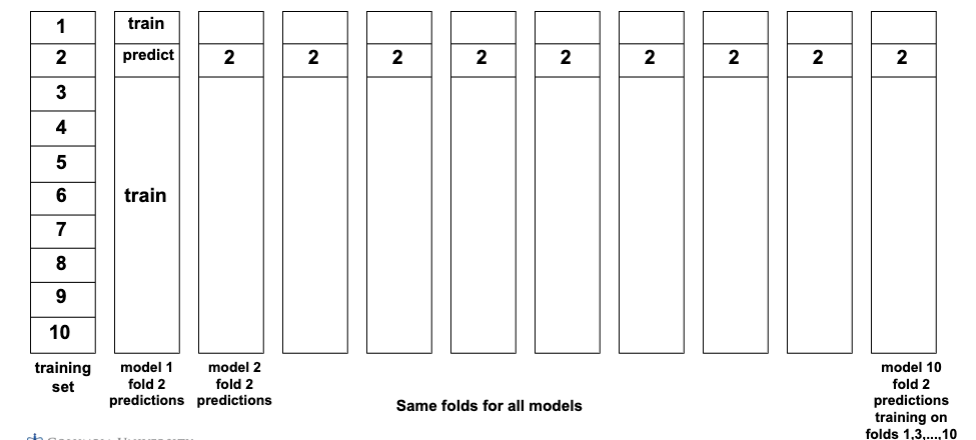 1
train
2
predict
2
2
2
2
2
2
2
2
2
3
4
5
6
train
7
8
9
10
training
set
model 1
fold 2
predictions
model 2
fold 2
predictions
Same folds for all models
model 10
fold 2
predictions
training on
folds 1,3,...,10